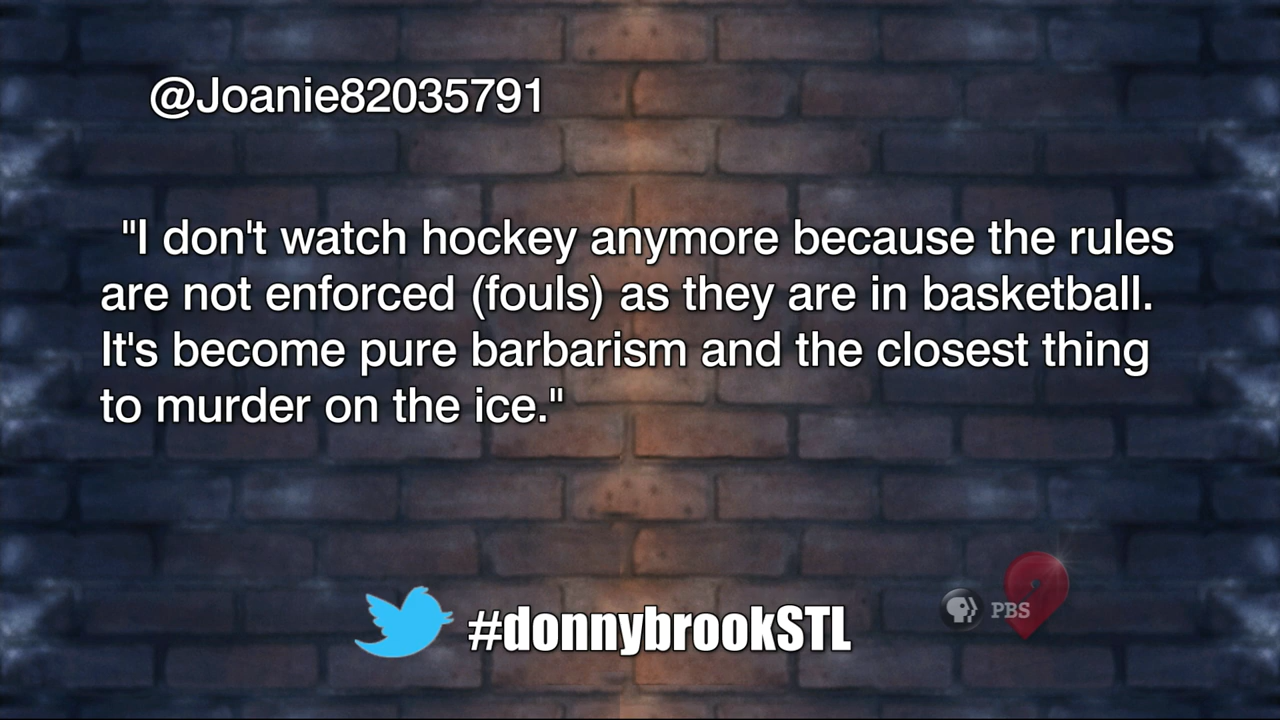 @Joanie82035791
"I don't watch hockey anymore because the rules
are not enforced (fouls) as they are in basketball.
It's become pure barbarism and the closest thing
to murder on the ice."
#donnybrookSTL
PBS